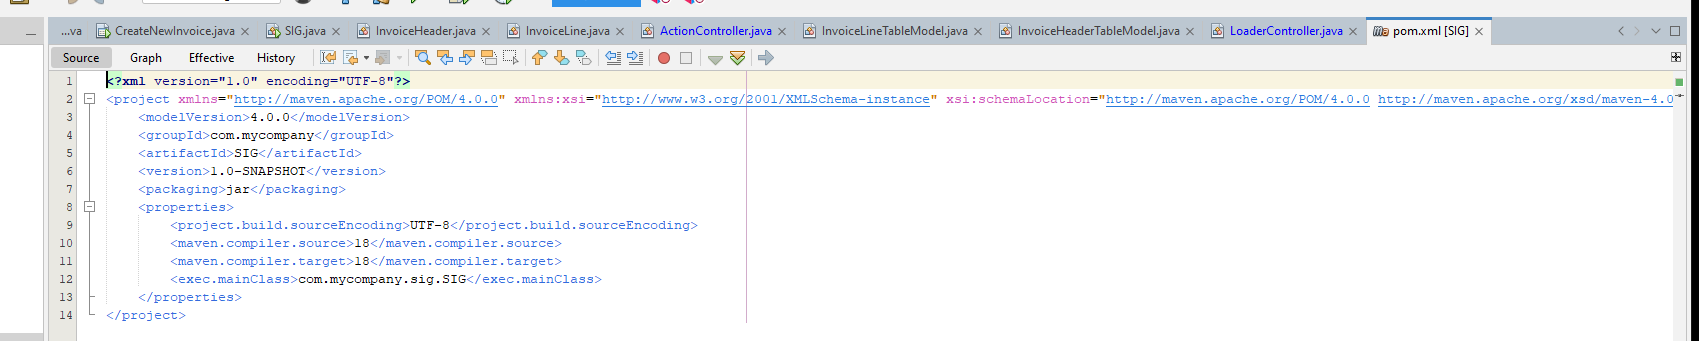 ...va CreateNewInvoice.java SIG.java InvoiceHeader.java InvoiceLine.java ActionController.java InvoiceLineTableModel.java InvoiceHeaderTableModel.java LoaderController.java pom.xml [SIG]
Source Graph Effective History
1 <?xml version="1.0" encoding="UTF-8"?>
2 <project xmlns="http://maven.apache.org/POM/4.0.0" xmlns:xsi="http://www.w3.org/2001/XMLSchema-instance" xsi:schemaLocation="http://maven.apache.org/POM/4.0.0 http://maven.apache.org/xsd/maven-4.0
3 <modelVersion>4.0.0</modelVersion>
4 <groupId>com.mycompany</groupId>
5 <artifactId>SIG</artifactId>
6 <version>1.0-SNAPSHOT</version>
7 <packaging>jar</packaging>
8 <properties>
9 <project.build.sourceEncoding>UTF-8</project.build.sourceEncoding>
10 <maven.compiler.source>18</maven.compiler.source>
11 <maven.compiler.target>18</maven.compiler.target>
12 <exec.mainClass>com.mycompany.sig.SIG</exec.mainClass>
13 </properties>
14 </project>